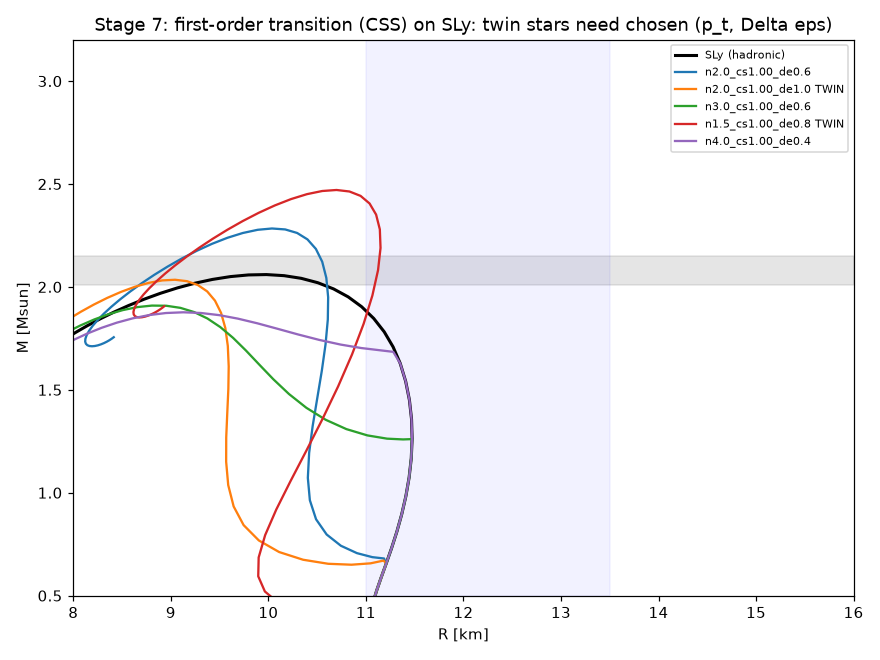 Stage 7: first-order transition (CSS) on SLy: twin stars need chosen (p_t, Delta eps)
SLy (hadronic)
n2.0_cs1.00_de0.6
n2.0_cs1.00_de1.0 TWIN
n3.0_cs1.00_de0.6
n1.5_cs1.00_de0.8 TWIN
n4.0_cs1.00_de0.4
M [Msun]
3.0
2.5
2.0
1.5
1.0
0.5
8 9 10 11 12 13 14 15 16
R [km]